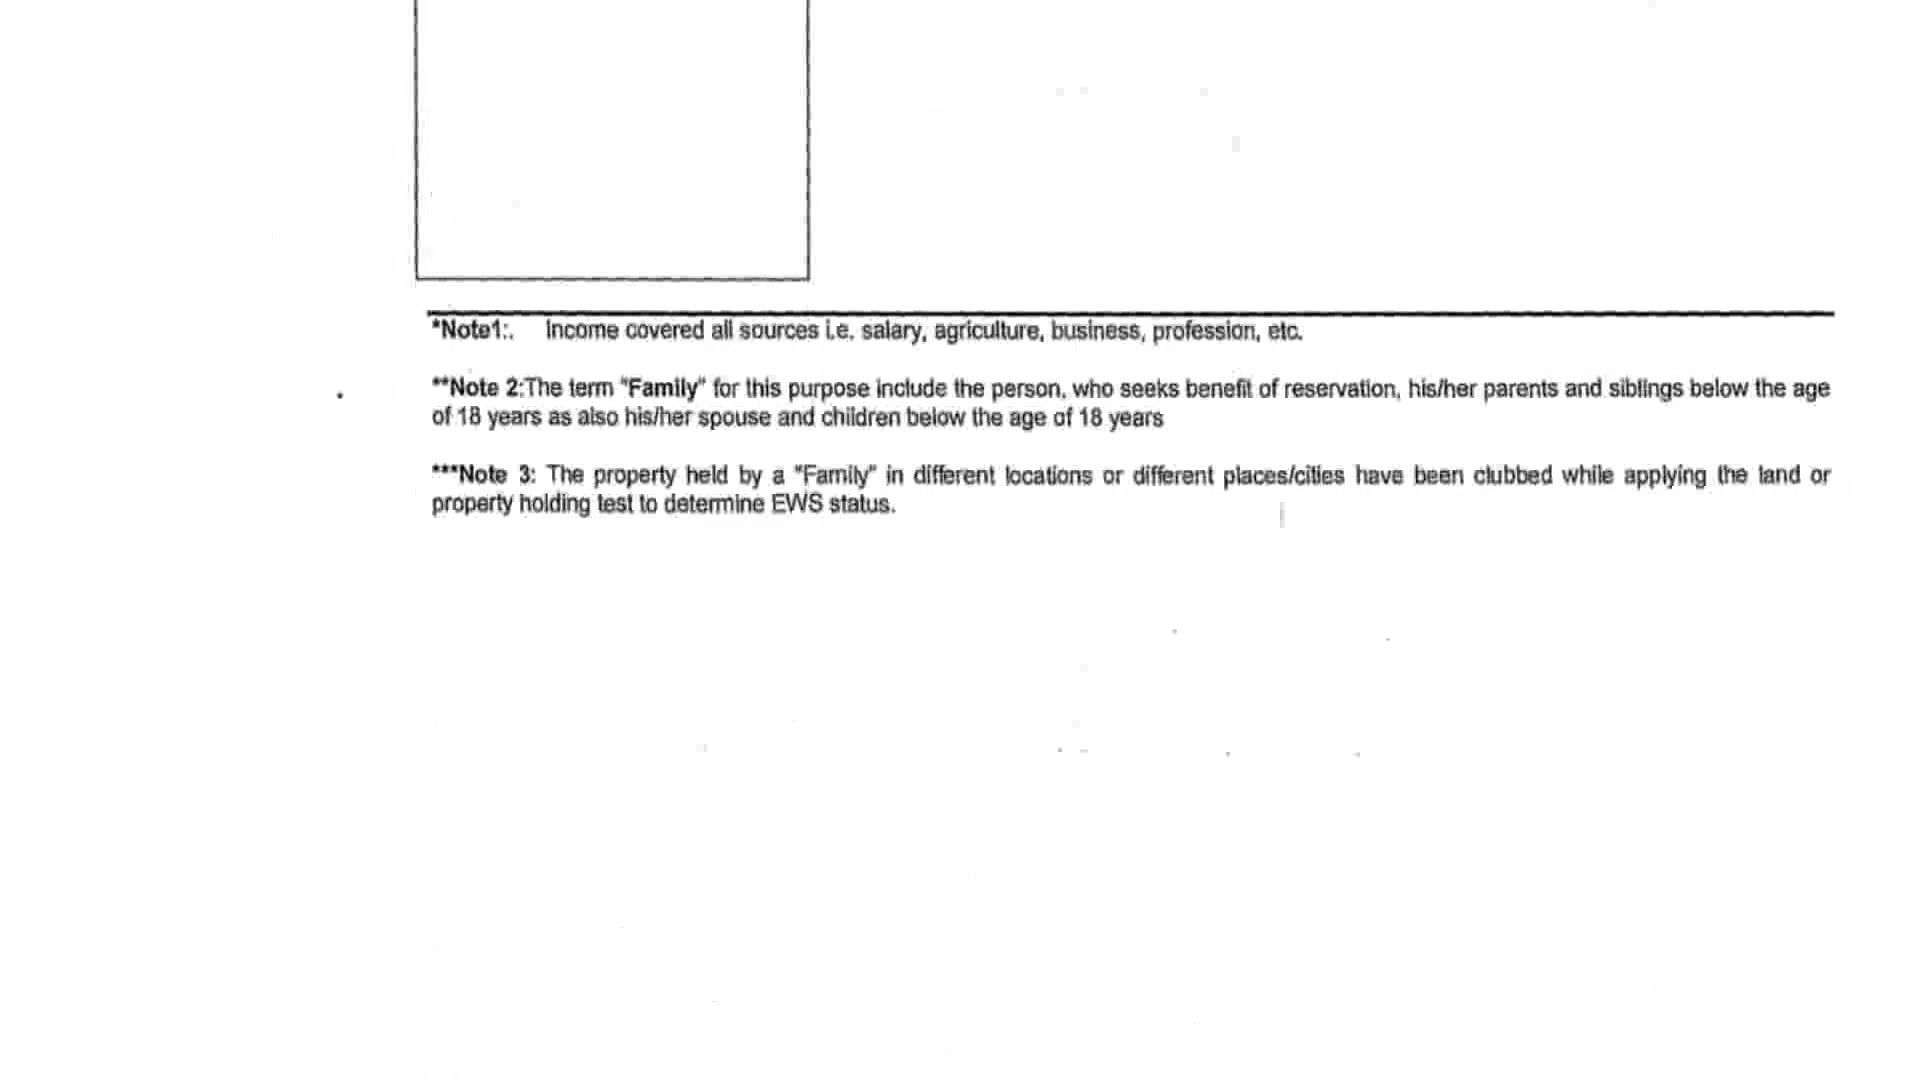 *Note1:. Income covered all sources i.e. salary, agriculture, business, profession, etc.
**Note 2:The term "Family" for this purpose include the person, who seeks benefit of reservation, his/her parents and siblings below the age
of 18 years as also his/her spouse and children below the age of 18 years
***Note 3: The property held by a "Family" in different locations or different places/cities have been clubbed while applying the land or
property holding test to determine EWS status.